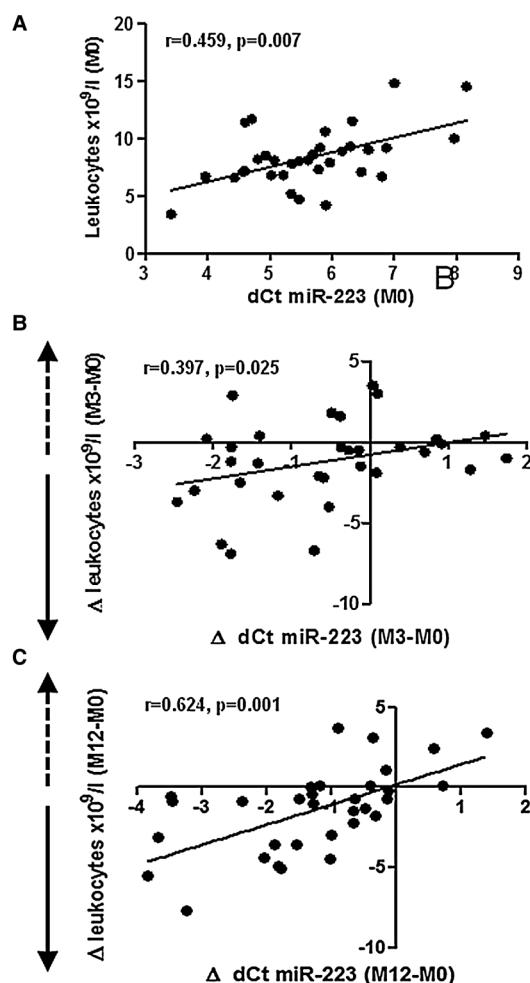 A
r=0.459, p=0.007
Leukocytes x10⁹/l (M0)
20
15
10
5
0
3 4 5 6 7 8 9
dCt miR-223 (M0)
B
B
r=0.397, p=0.025
Δ leukocytes x10⁹/l (M3-M0)
5
-3 -2 -1 1 2
-5
-10
Δ dCt miR-223 (M3-M0)
C
r=0.624, p=0.001
Δ leukocytes x10⁹/l (M12-M0)
5
-4 -3 -2 -1 1 2
-5
-10
Δ dCt miR-223 (M12-M0)